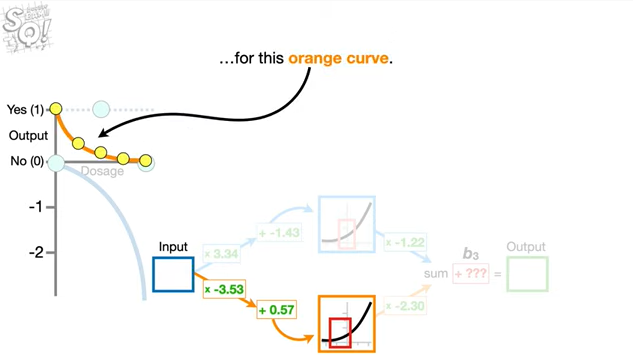 StatQuest!
…for this orange curve.
Yes (1)
Output
No (0)
Dosage
-1
-2
Input
x 3.34
+ -1.43
x -1.22
x -3.53
+ 0.57
x -2.30
b3
sum + ??? =
Output